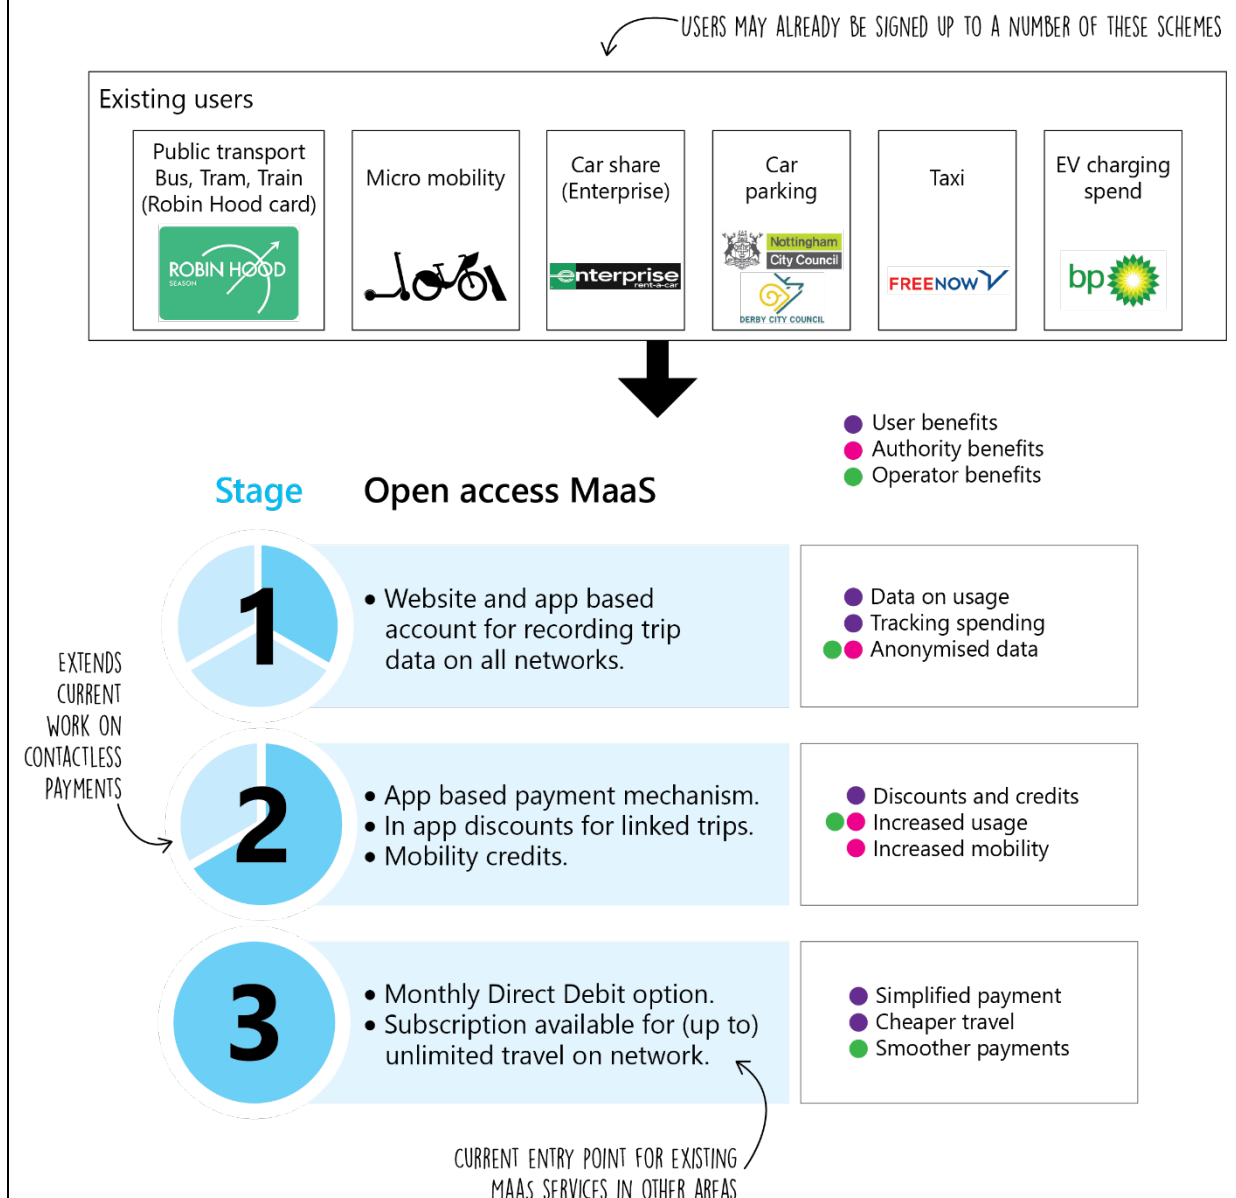 USERS MAY ALREADY BE SIGNED UP TO A NUMBER OF THESE SCHEMES
Existing users
Public transport
Bus, Tram, Train
(Robin Hood card)
ROBIN HOOD
SEASON
Micro mobility
Car share
(Enterprise)
enterprise
rent-a-car
Car
parking
Nottingham
City Council
DERBY CITY COUNCIL
Taxi
FREENOW
EV charging
spend
bp
User benefits
Authority benefits
Operator benefits
Stage
Open access MaaS
1
• Website and app based
account for recording trip
data on all networks.
Data on usage
Tracking spending
Anonymised data
EXTENDS
CURRENT
WORK ON
CONTACTLESS
PAYMENTS
2
• App based payment mechanism.
• In app discounts for linked trips.
• Mobility credits.
Discounts and credits
Increased usage
Increased mobility
3
• Monthly Direct Debit option.
• Subscription available for (up to)
unlimited travel on network.
Simplified payment
Cheaper travel
Smoother payments
CURRENT ENTRY POINT FOR EXISTING
MAAS SERVICES IN OTHER AREAS